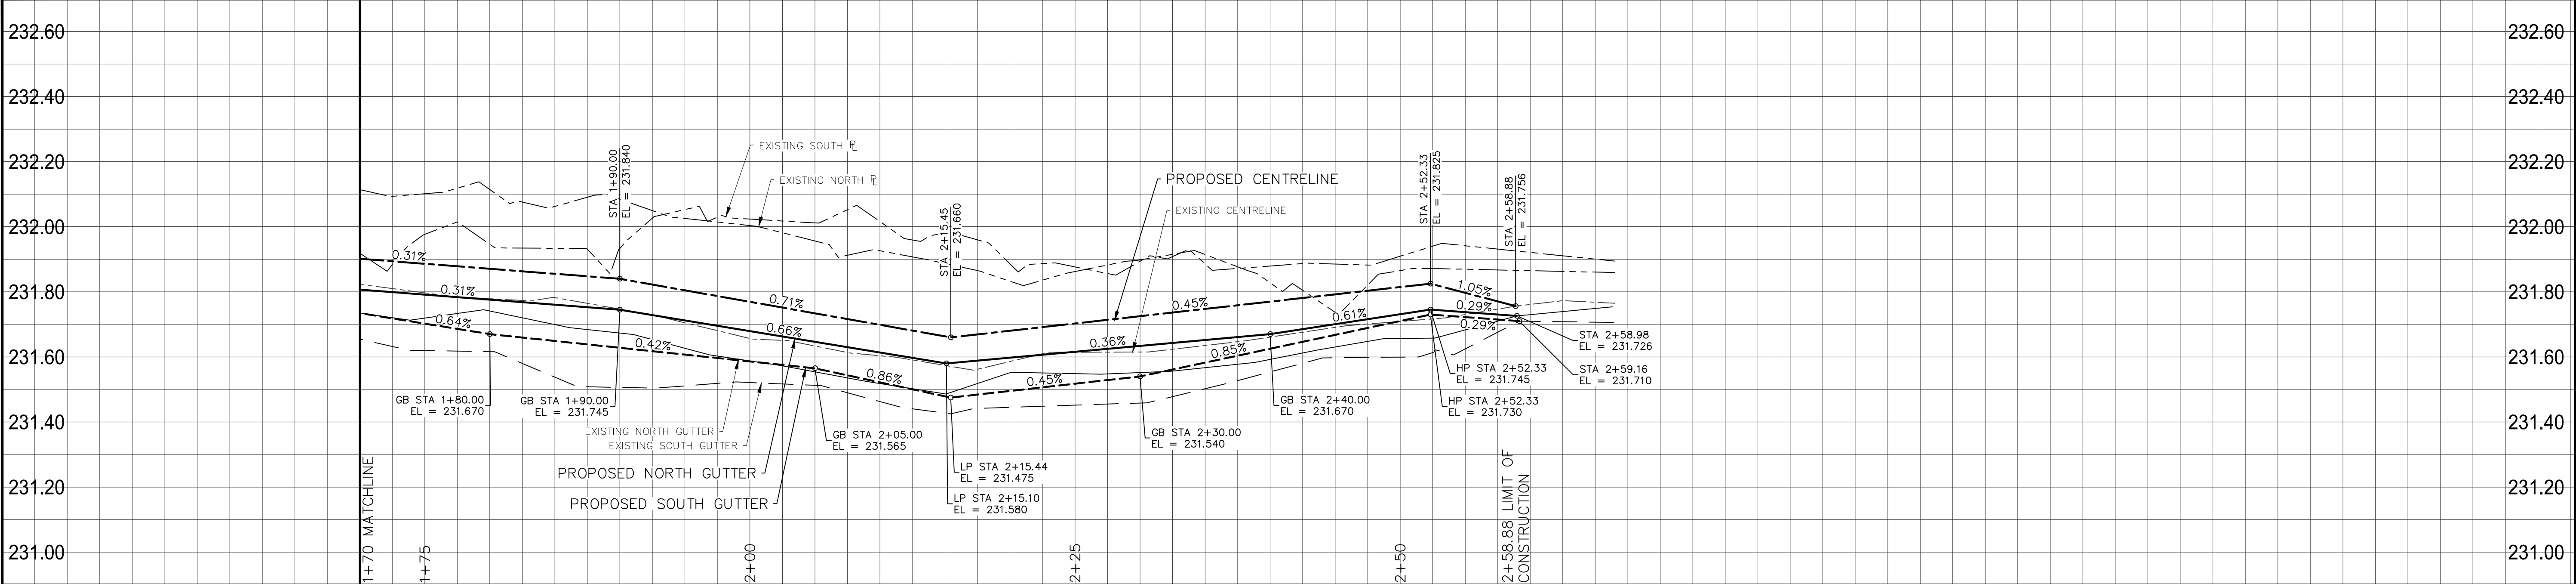 232.60
232.60
232.40
232.40
232.20
232.20
232.00
232.00
231.80
231.80
231.60
231.60
231.40
231.40
231.20
231.20
231.00
231.00
EXISTING SOUTH ℄
EXISTING NORTH ℄
PROPOSED CENTRELINE
EXISTING CENTRELINE
STA 1+90.00
EL = 231.840
STA 2+15.45
EL = 231.660
STA 2+52.33
EL = 231.825
STA 2+58.88
EL = 231.756
0.31%
0.71%
0.45%
1.05%
0.31%
0.66%
0.36%
0.61%
0.29%
0.64%
0.42%
0.86%
0.45%
0.85%
0.29%
STA 2+58.98
EL = 231.726
STA 2+59.16
EL = 231.710
HP STA 2+52.33
EL = 231.745
HP STA 2+52.33
EL = 231.730
GB STA 1+80.00
EL = 231.670
GB STA 1+90.00
EL = 231.745
GB STA 2+40.00
EL = 231.670
EXISTING NORTH GUTTER
EXISTING SOUTH GUTTER
GB STA 2+05.00
EL = 231.565
GB STA 2+30.00
EL = 231.540
PROPOSED NORTH GUTTER
PROPOSED SOUTH GUTTER
LP STA 2+15.44
EL = 231.475
LP STA 2+15.10
EL = 231.580
1+70 MATCHLINE
1+75
2+00
2+25
2+50
2+58.88 LIMIT OF
CONSTRUCTION